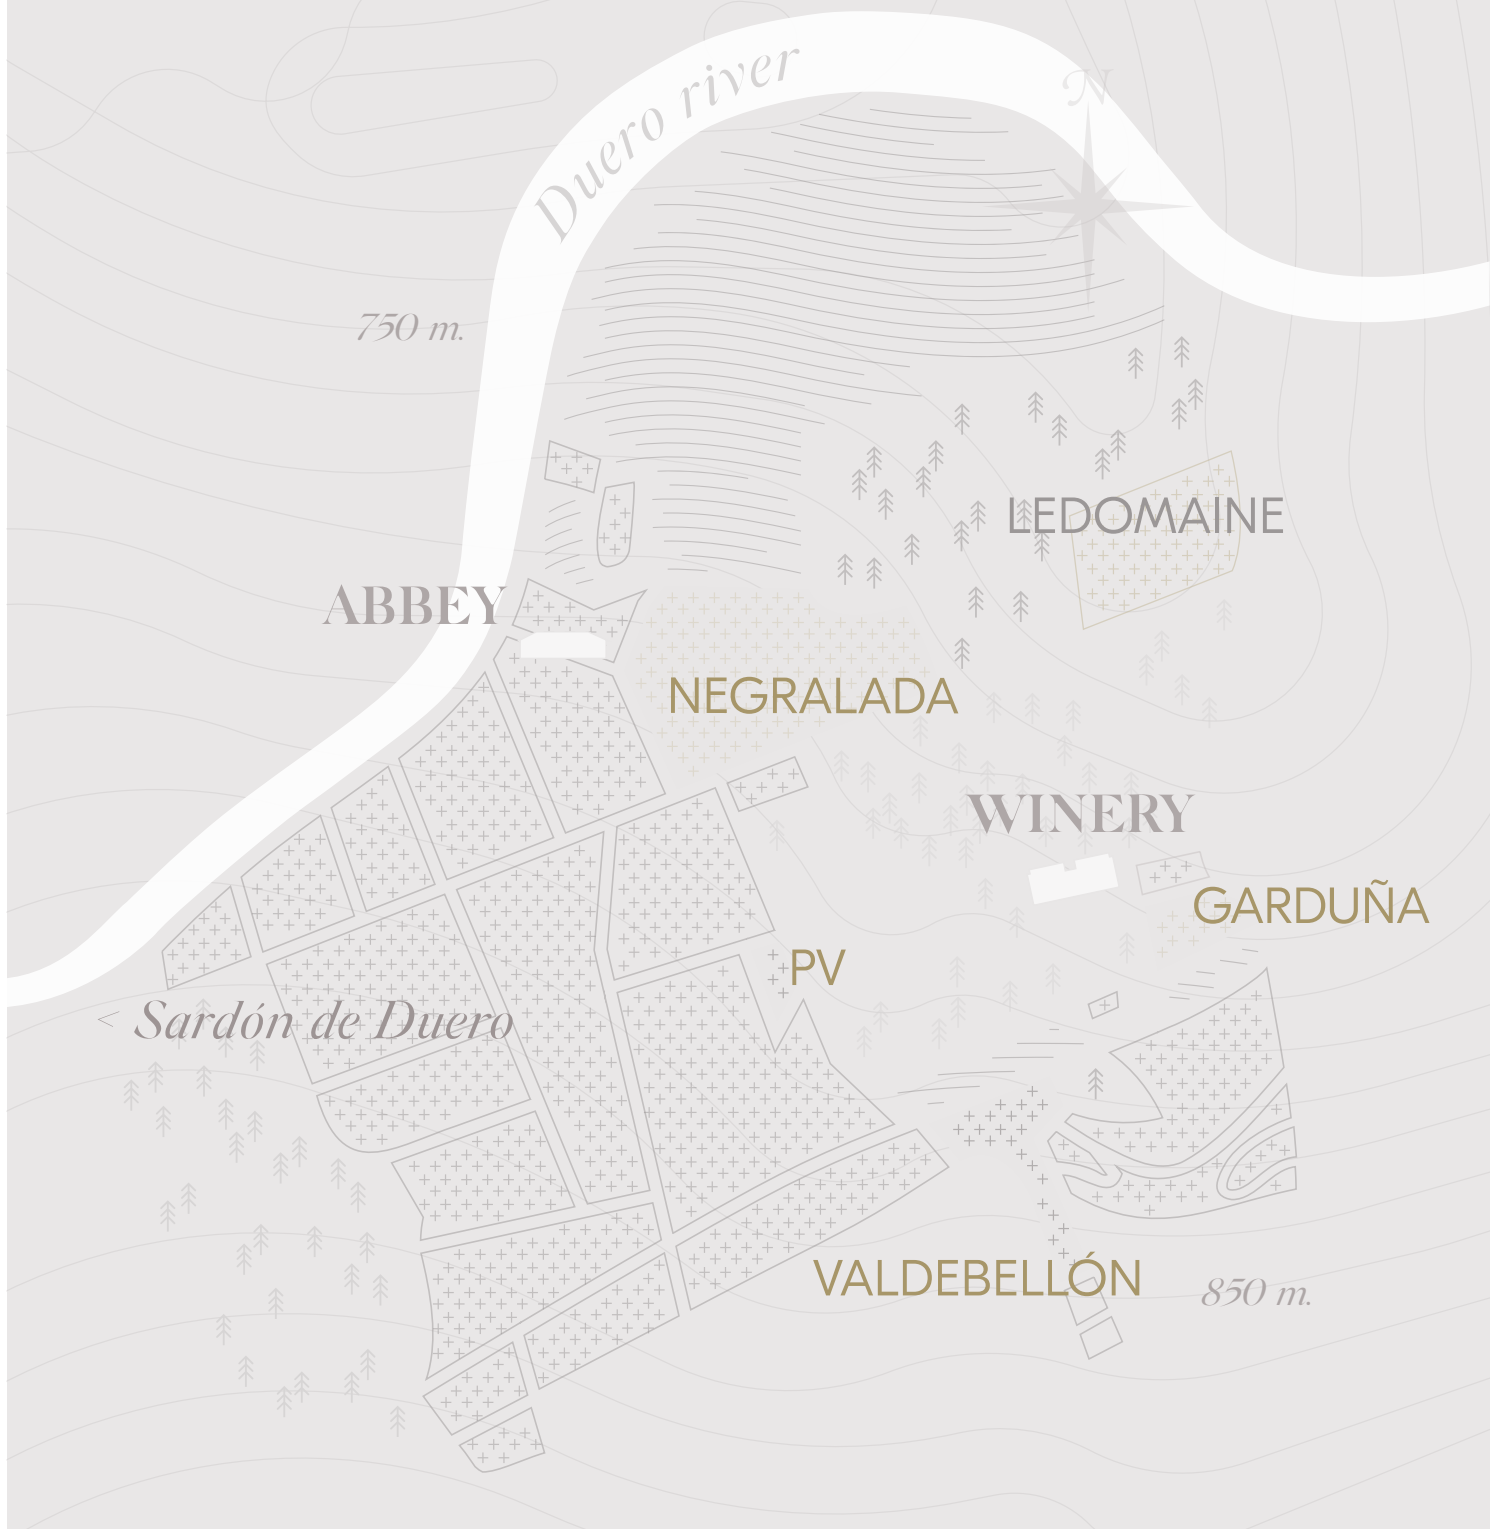 N
Duero river
750 m.
LEDOMAINE
ABBEY
NEGRALADA
WINERY
GARDUÑA
PV
< Sardón de Duero
VALDEBELLÓN
850 m.